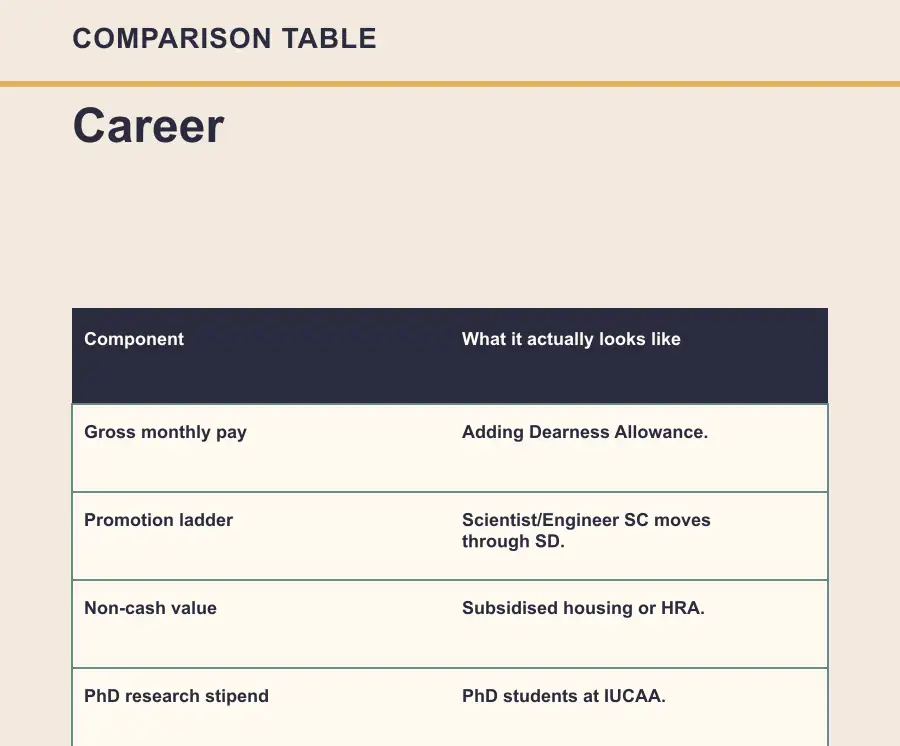 COMPARISON TABLE
Career
Component
What it actually looks like
Gross monthly pay
Adding Dearness Allowance.
Promotion ladder
Scientist/Engineer SC moves
through SD.
Non-cash value
Subsidised housing or HRA.
PhD research stipend
PhD students at IUCAA.